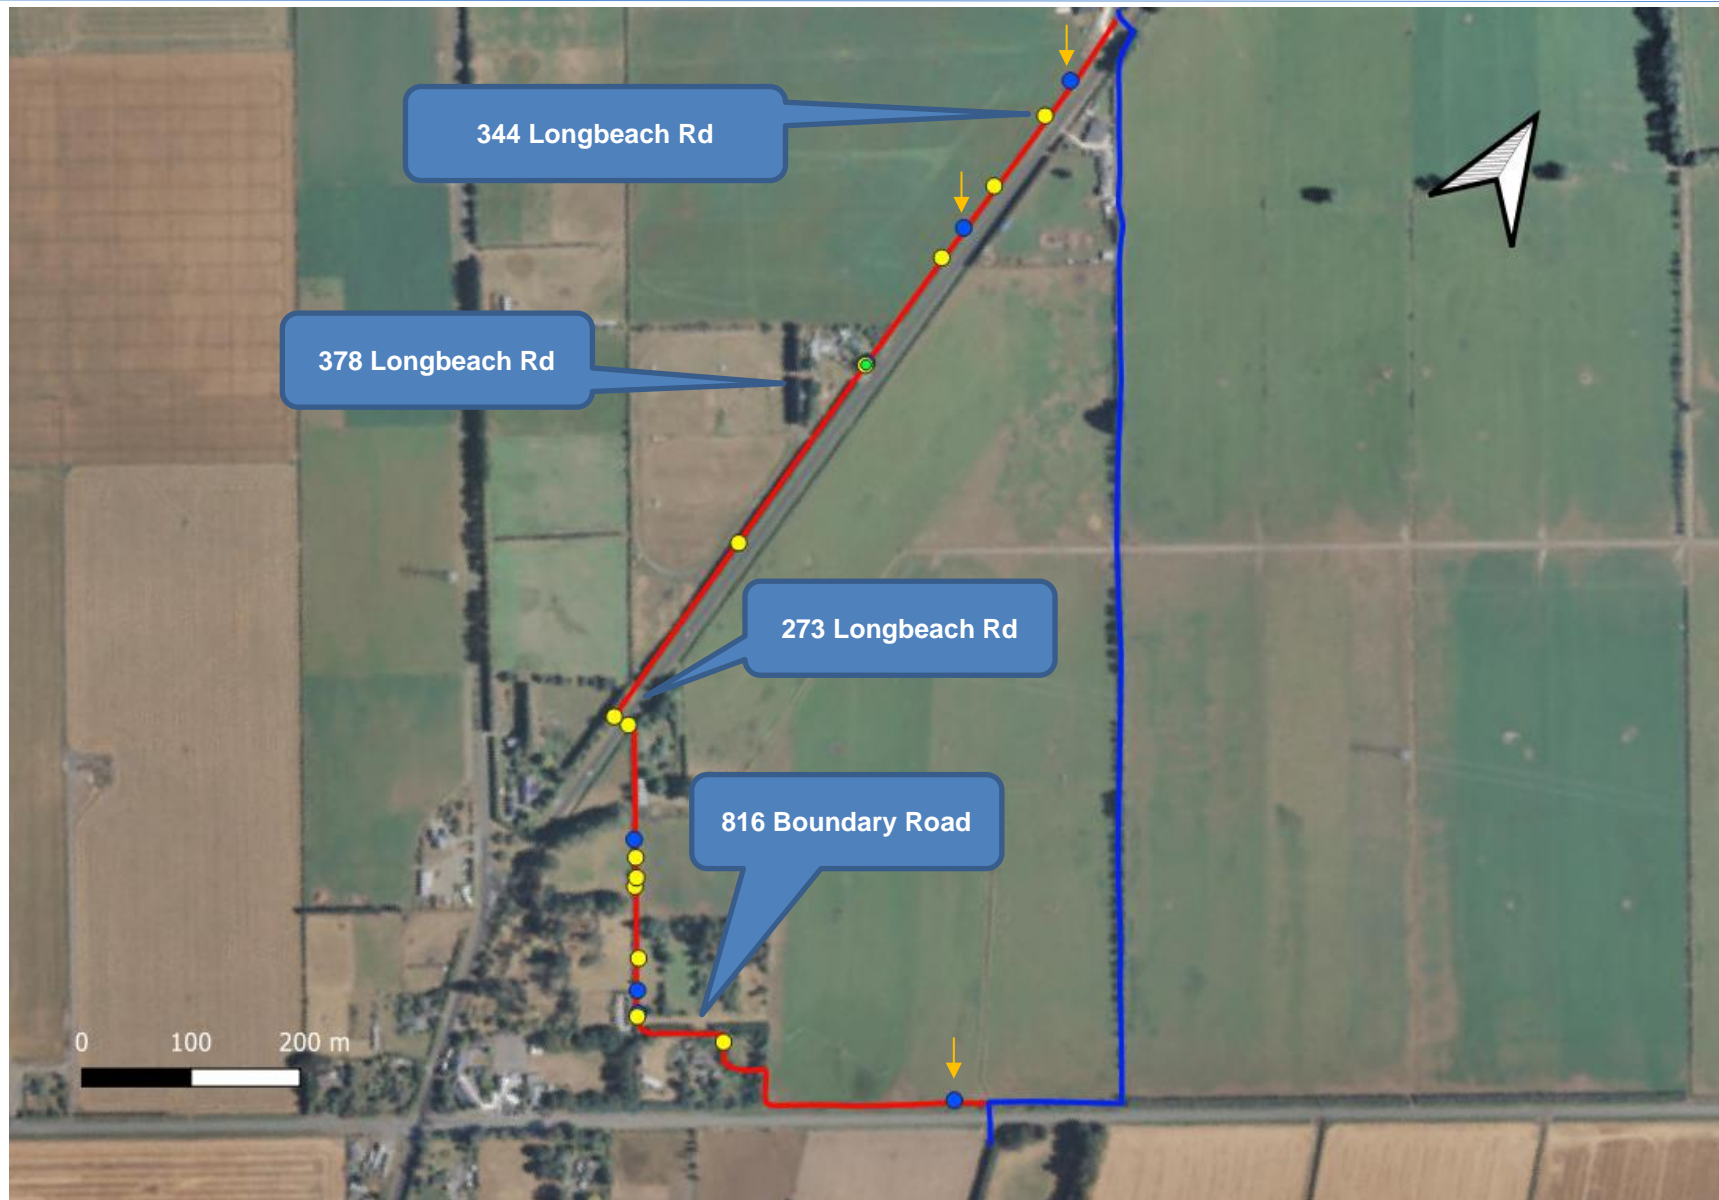 344 Longbeach Rd
378 Longbeach Rd
273 Longbeach Rd
816 Boundary Road
0 100 200 m